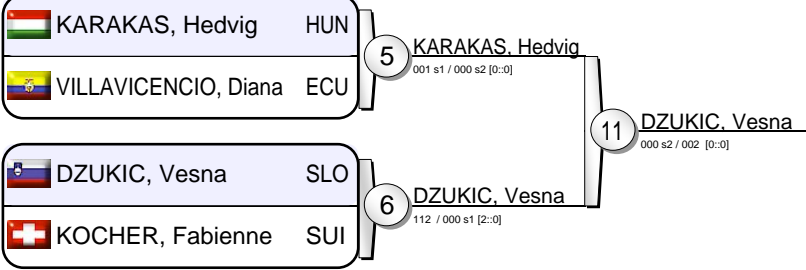 KARAKAS, Hedvig HUN
VILLAVICENCIO, Diana ECU
5
KARAKAS, Hedvig
001 s1 / 000 s2 [0::0]
DZUKIC, Vesna SLO
KOCHER, Fabienne SUI
6
DZUKIC, Vesna
112 / 000 s1 [2::0]
11
DZUKIC, Vesna
000 s2 / 002 [0::0]